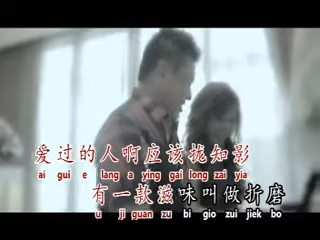 爱过的人啊应该拢知影
ai gui e lang a ying gai long zai yia
有一款滋味叫做折磨
u ji guan zu bi gio zui jiek bo